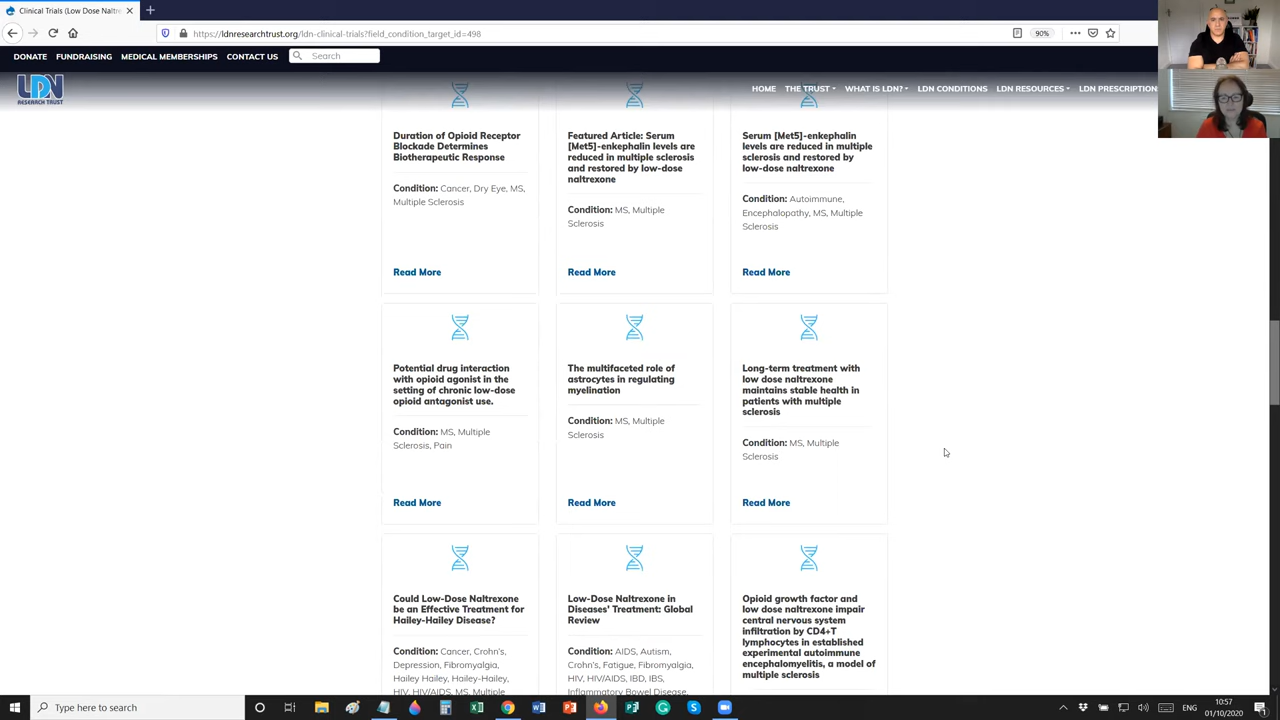 Clinical Trials (Low Dose Naltre
https://ldnresearchtrust.org/ldn-clinical-trials?field_condition_target_id=498
90%
DONATE
FUNDRAISING
MEDICAL MEMBERSHIPS
CONTACT US
Search
LDN
RESEARCH TRUST
HOME
THE TRUST
WHAT IS LDN?
LDN CONDITIONS
LDN RESOURCES
LDN PRESCRIPTION
Duration of Opioid Receptor
Blockade Determines
Biotherapeutic Response
Condition: Cancer, Dry Eye, MS,
Multiple Sclerosis
Read More
Featured Article: Serum
[Met5]-enkephalin levels are
reduced in multiple sclerosis
and restored by low-dose
naltrexone
Condition: MS, Multiple
Sclerosis
Read More
Serum [Met5]-enkephalin
levels are reduced in multiple
sclerosis and restored by
low-dose naltrexone
Condition: Autoimmune,
Encephalopathy, MS, Multiple
Sclerosis
Read More
Potential drug interaction
with opioid agonist in the
setting of chronic low-dose
opioid antagonist use.
Condition: MS, Multiple
Sclerosis, Pain
Read More
The multifaceted role of
astrocytes in regulating
myelination
Condition: MS, Multiple
Sclerosis
Read More
Long-term treatment with
low dose naltrexone
maintains stable health in
patients with multiple
sclerosis
Condition: MS, Multiple
Sclerosis
Read More
Could Low-Dose Naltrexone
be an Effective Treatment for
Hailey-Hailey Disease?
Condition: Cancer, Crohn's,
Depression, Fibromyalgia,
Hailey Hailey, Hailey-Hailey,
HIV, HIV/AIDS, MS, Multiple
Low-Dose Naltrexone in
Diseases' Treatment: Global
Review
Condition: AIDS, Autism,
Crohn's, Fatigue, Fibromyalgia,
HIV, HIV/AIDS, IBD, IBS,
Inflammatory Bowel Disease,
Opioid growth factor and
low dose naltrexone impair
central nervous system
infiltration by CD4+T
lymphocytes in established
experimental autoimmune
encephalomyelitis, a model of
multiple sclerosis
Type here to search
ENG
10:57
01/10/2020